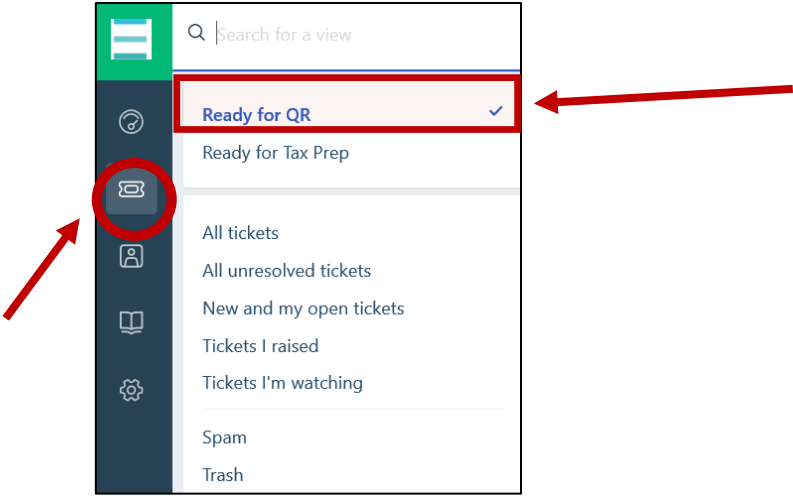 Search for a view
Ready for QR
Ready for Tax Prep
All tickets
All unresolved tickets
New and my open tickets
Tickets I raised
Tickets I'm watching
Spam
Trash